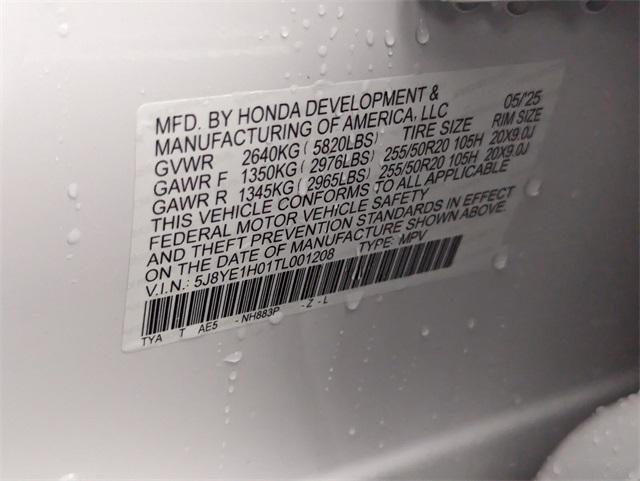 MFD. BY HONDA DEVELOPMENT & 05/'25
MANUFACTURING OF AMERICA, LLC
GVWR 2640KG ( 5820LBS) TIRE SIZE RIM SIZE
GAWR F 1350KG ( 2976LBS) 255/50R20 105H 20X9.0J
GAWR R 1345KG ( 2965LBS) 255/50R20 105H 20X9.0J
THIS VEHICLE CONFORMS TO ALL APPLICABLE
FEDERAL MOTOR VEHICLE SAFETY
AND THEFT PREVENTION STANDARDS IN EFFECT
ON THE DATE OF MANUFACTURE SHOWN ABOVE.
V.I.N.: 5J8YE1H01TL001208 TYPE: MPV
TYA T AE5 - NH883P - Z - L